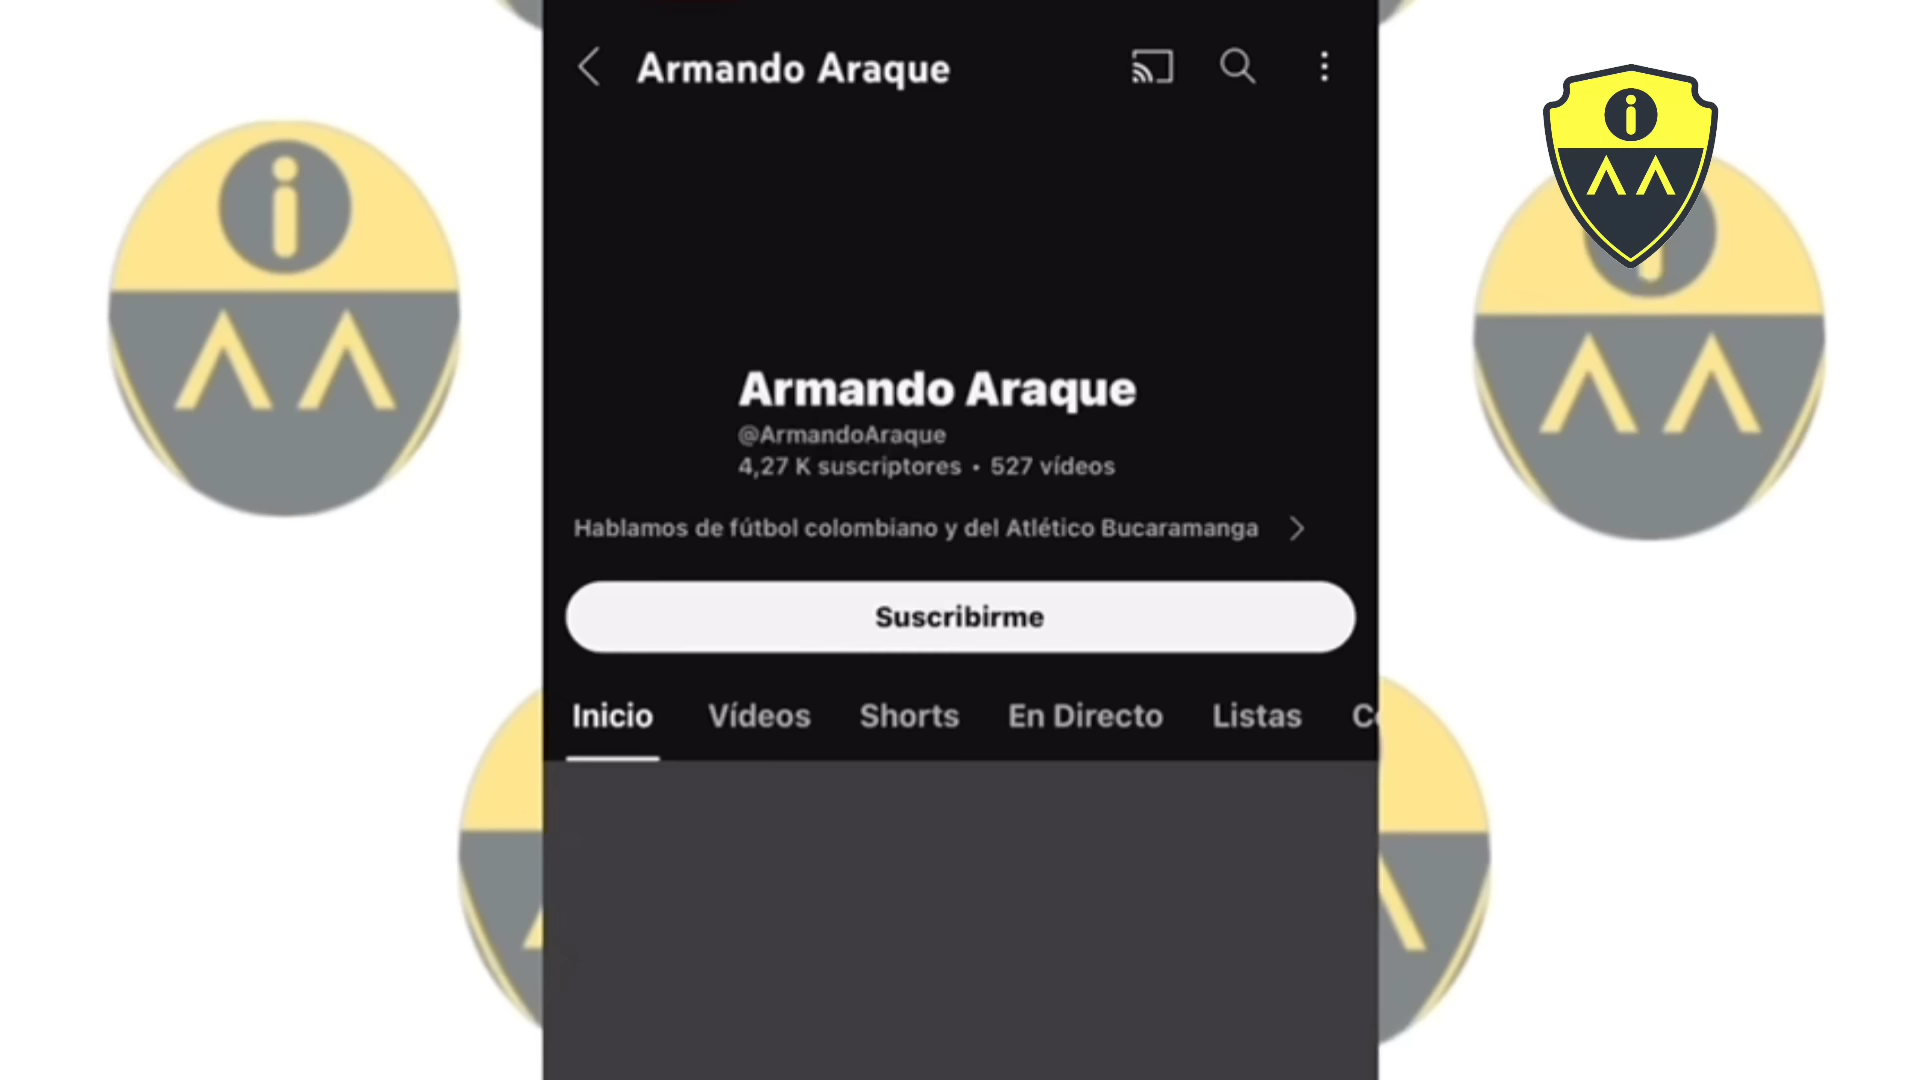 Armando Araque
Armando Araque
@ArmandoAraque
4,27 K suscriptores • 527 vídeos
Hablamos de fútbol colombiano y del Atlético Bucaramanga
Suscribirme
Inicio Vídeos Shorts En Directo Listas